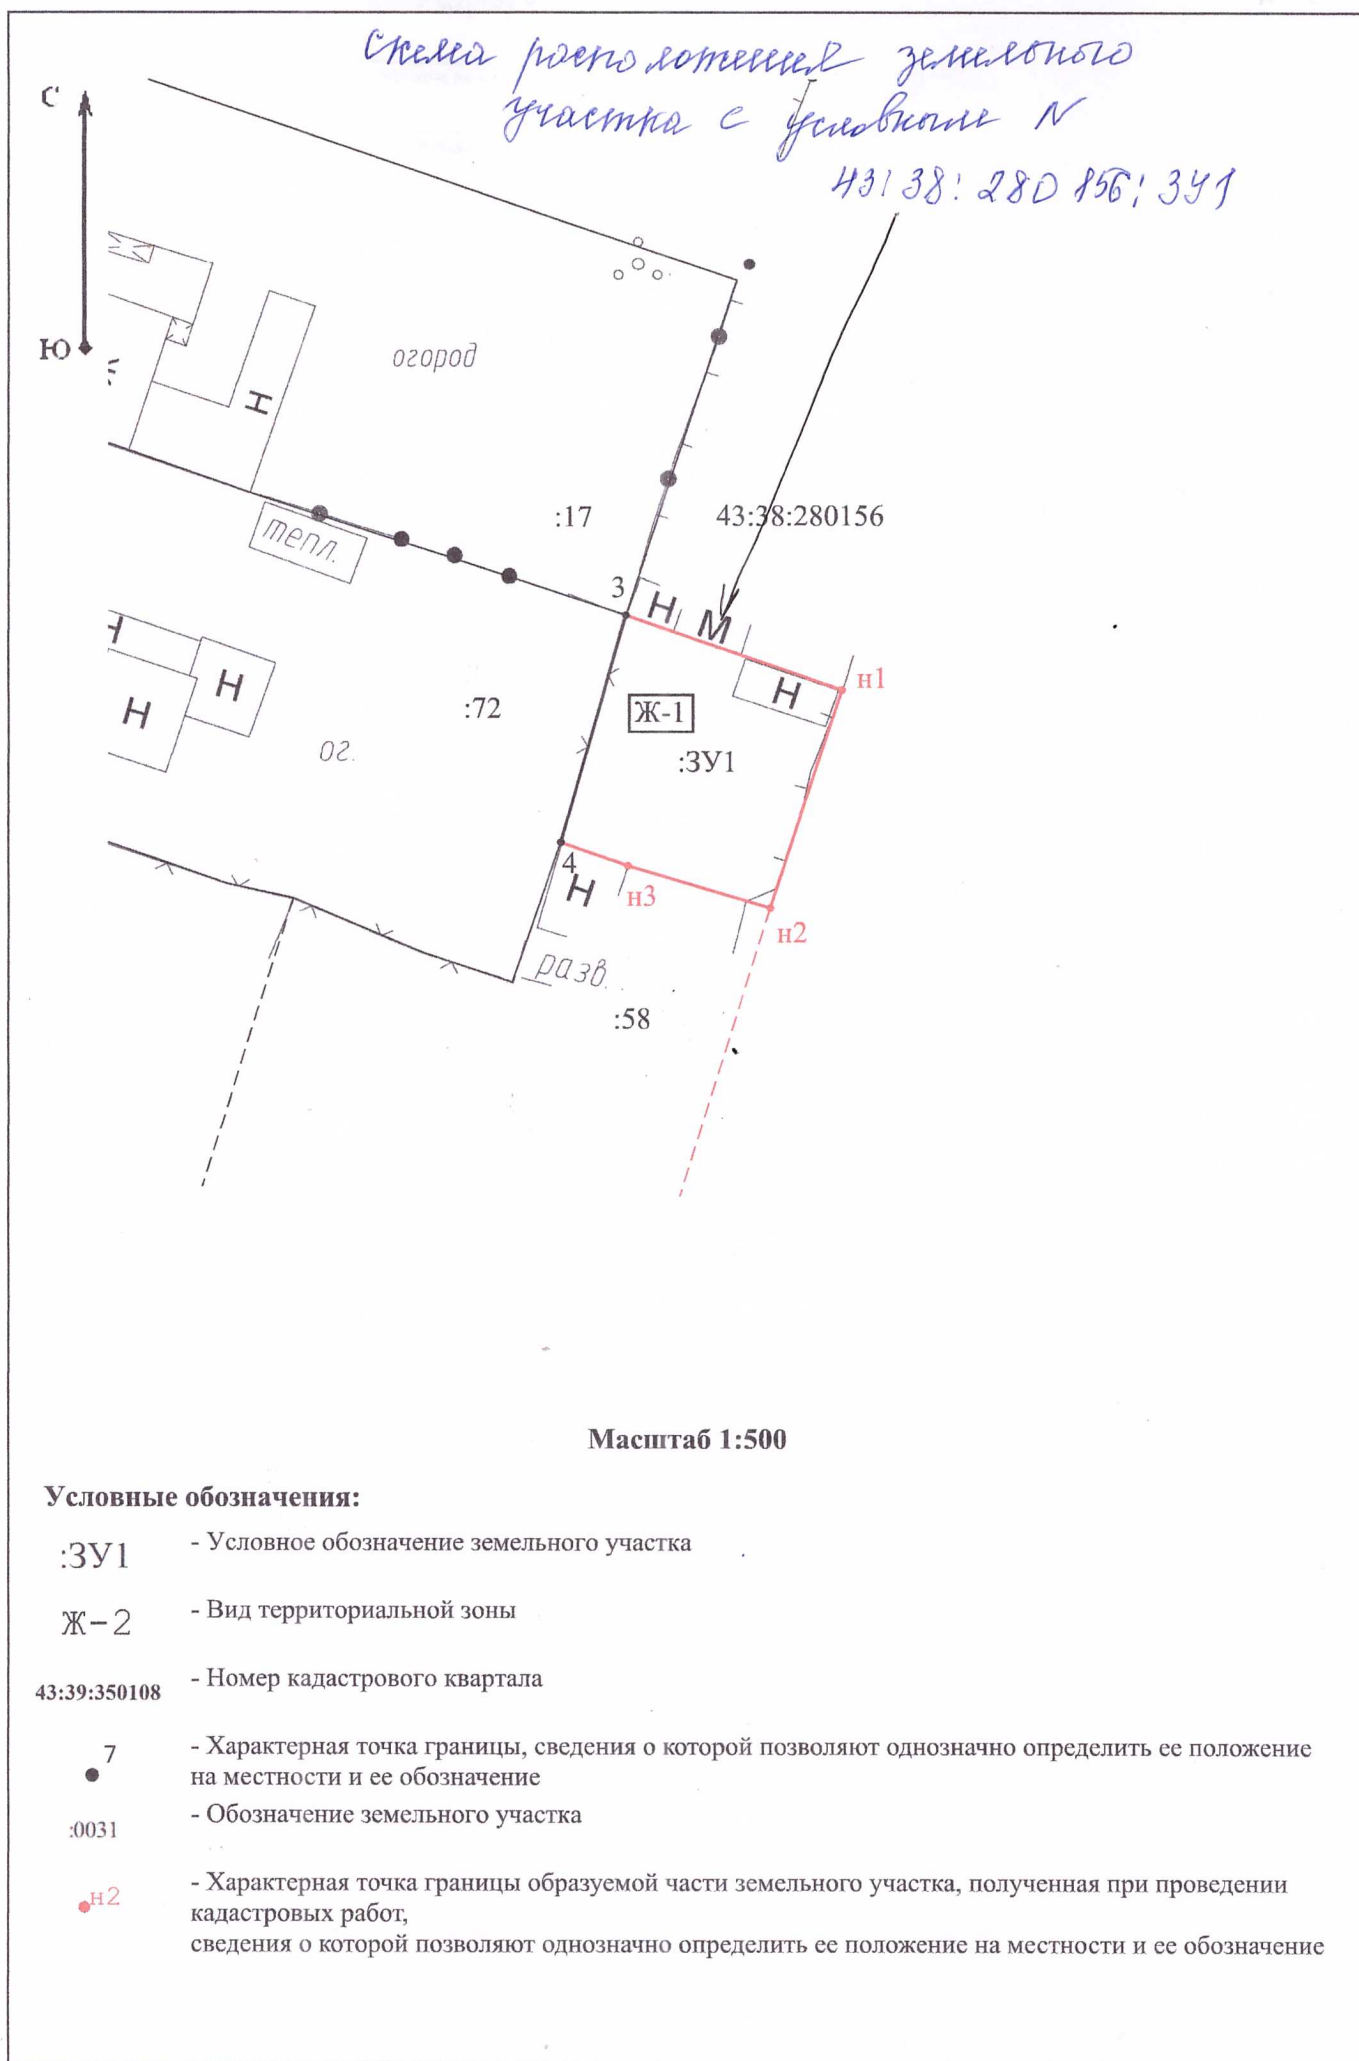 Схема расположения земельного
участка с условным N
43:38:280156:ЗУ1
С
Ю
огород
Н
:17
43:38:280156
тепл.
3
Н
М
н1
Н
Н
Н
Н
:72
Ж-1
:ЗУ1
ог.
4
Н
н3
н2
разв.
:58
Масштаб 1:500
Условные обозначения:
:ЗУ1 - Условное обозначение земельного участка
Ж-2 - Вид территориальной зоны
43:39:350108 - Номер кадастрового квартала
7 - Характерная точка границы, сведения о которой позволяют однозначно определить ее положение
на местности и ее обозначение
:0031 - Обозначение земельного участка
н2 - Характерная точка границы образуемой части земельного участка, полученная при проведении
кадастровых работ,
сведения о которой позволяют однозначно определить ее положение на местности и ее обозначение